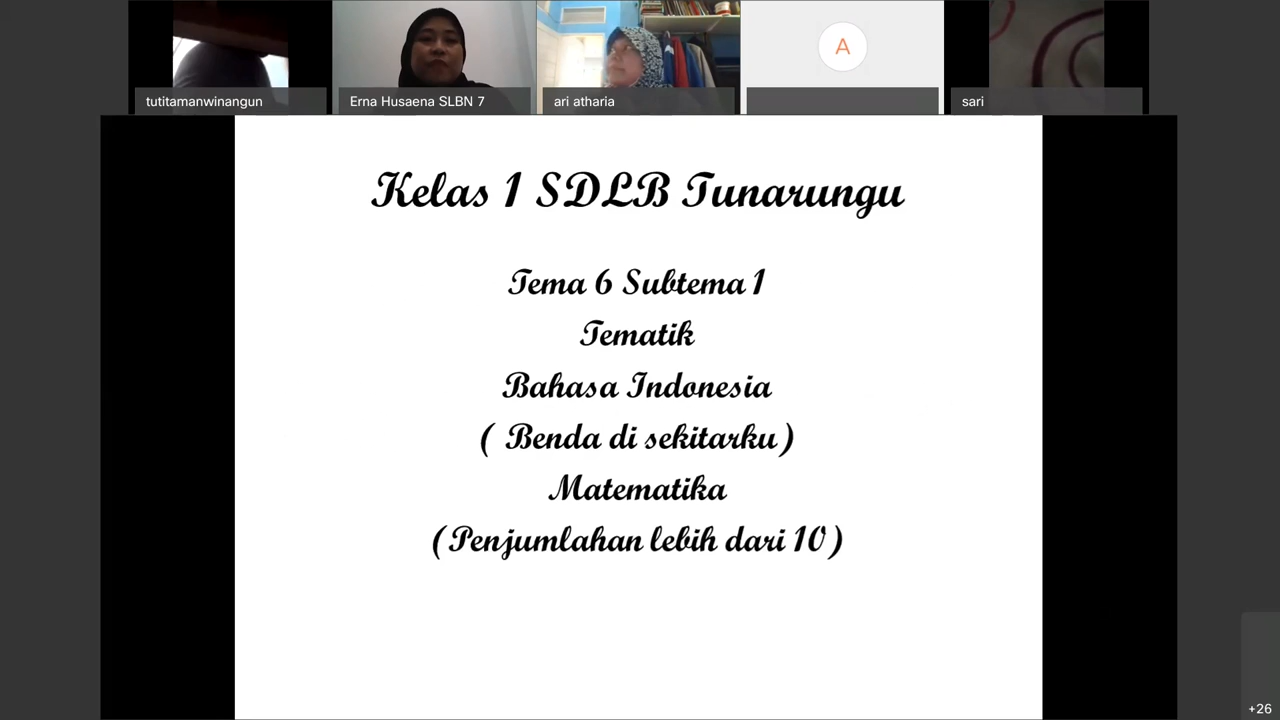 tutitamanwinangun
Erna Husaena SLBN 7
ari atharia
A
sari
Kelas 1 SDLB Tunarungu
Tema 6 Subtema 1
Tematik
Bahasa Indonesia
( Benda di sekitarku)
Matematika
(Penjumlahan lebih dari 10)
+26